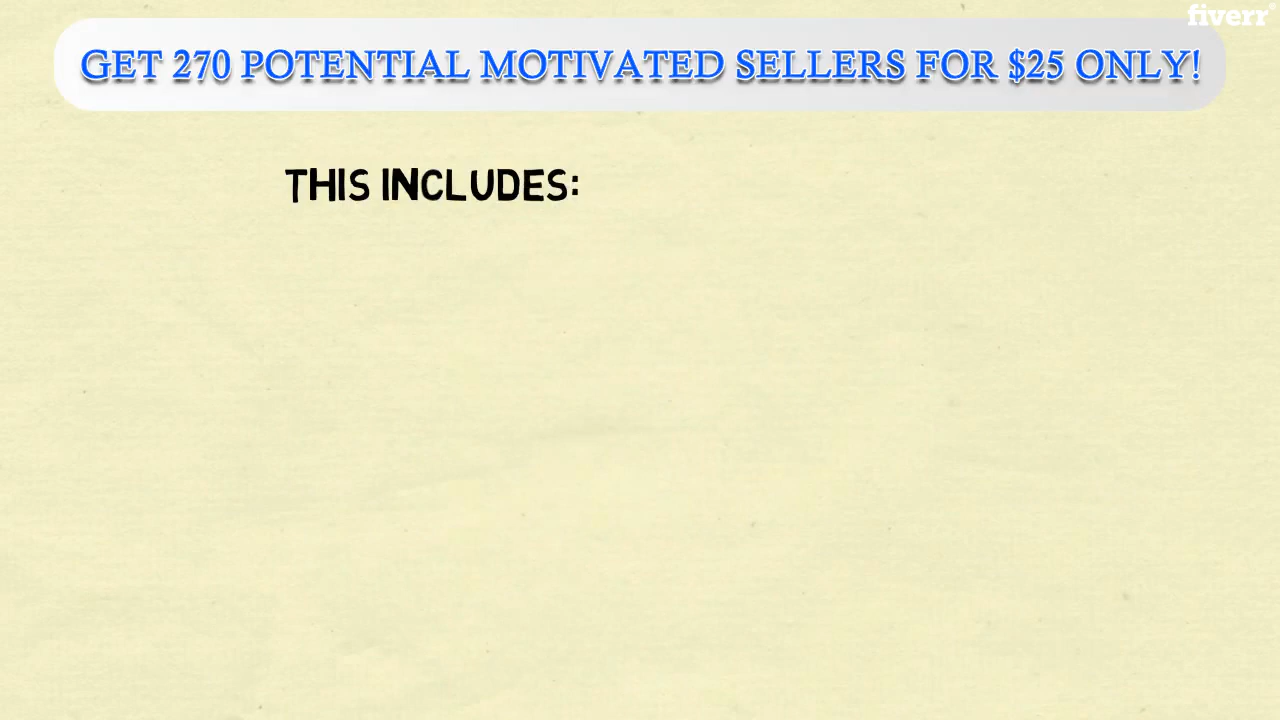 fiverr®
GET 270 POTENTIAL MOTIVATED SELLERS FOR $25 ONLY!
THIS INCLUDES: